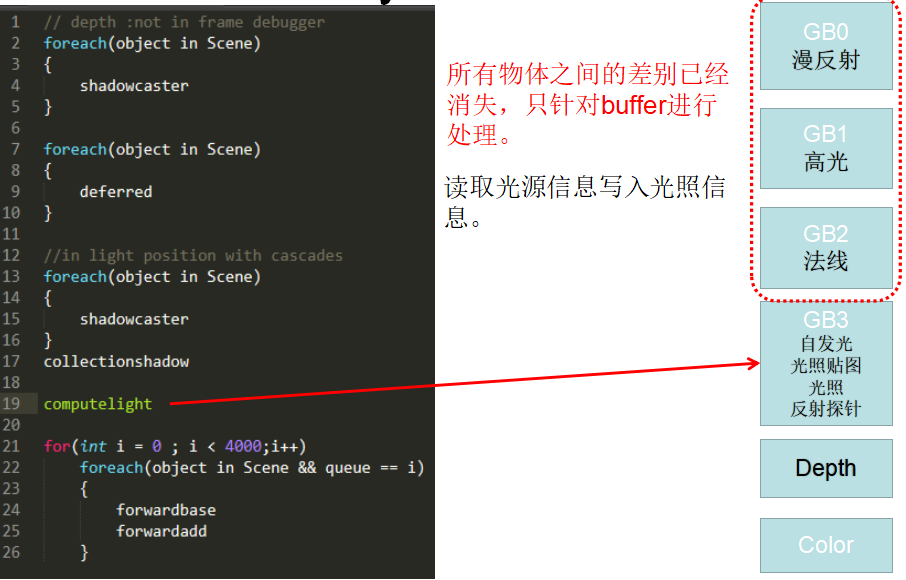 1 // depth :not in frame debugger
2 foreach(object in Scene)
3 {
4     shadowcaster
5 }
6
7 foreach(object in Scene)
8 {
9     deferred
10 }
11
12 //in light position with cascades
13 foreach(object in Scene)
14 {
15     shadowcaster
16 }
17 collectionshadow
18
19 computelight
20
21 for(int i = 0 ; i < 4000;i++)
22     foreach(object in Scene && queue == i)
23     {
24         forwardbase
25         forwardadd
26     }
所有物体之间的差别已经
消失，只针对buffer进行
处理。
读取光源信息写入光照信
息。
GB0
漫反射
GB1
高光
GB2
法线
GB3
自发光
光照贴图
光照
反射探针
Depth
Color